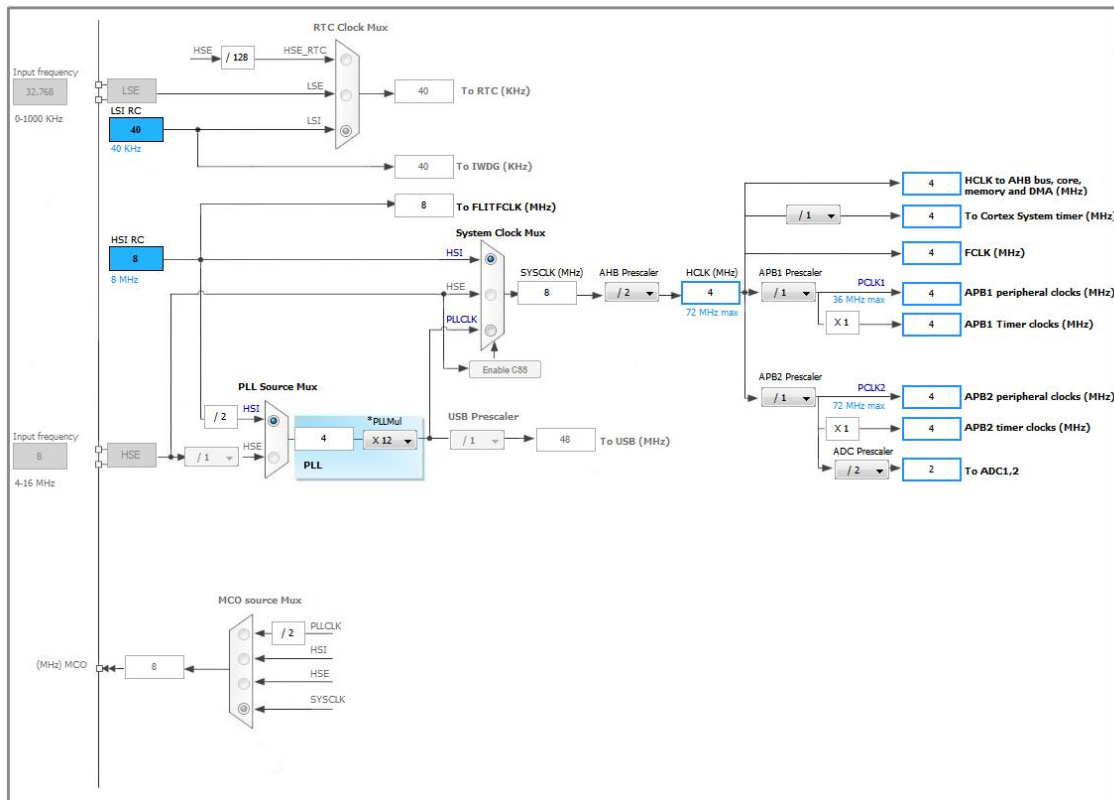 RTC Clock Mux
HSE
/ 128
HSE_RTC
Input frequency
32.768
0-1000 KHz
LSE
LSE
LSI RC
40
40 KHz
LSI
40
To RTC (KHz)
40
To IWDG (KHz)
8
To FLITFCLK (MHz)
HSI RC
8
8 MHz
System Clock Mux
HSI
HSE
PLLCLK
Enable CSS
SYSCLK (MHz)
8
AHB Prescaler
/ 2
HCLK (MHz)
4
72 MHz max
4
HCLK to AHB bus, core,
memory and DMA (MHz)
/ 1
4
To Cortex System timer (MHz)
4
FCLK (MHz)
APB1 Prescaler
/ 1
PCLK1
36 MHz max
4
APB1 peripheral clocks (MHz)
X 1
4
APB1 Timer clocks (MHz)
APB2 Prescaler
/ 1
PCLK2
72 MHz max
4
APB2 peripheral clocks (MHz)
X 1
4
APB2 timer clocks (MHz)
ADC Prescaler
/ 2
2
To ADC1,2
PLL Source Mux
/ 2
HSI
Input frequency
8
4-16 MHz
HSE
/ 1
HSE
4
*PLLMul
X 12
PLL
USB Prescaler
/ 1
48
To USB (MHz)
MCO source Mux
/ 2
PLLCLK
HSI
HSE
SYSCLK
(MHz) MCO
8